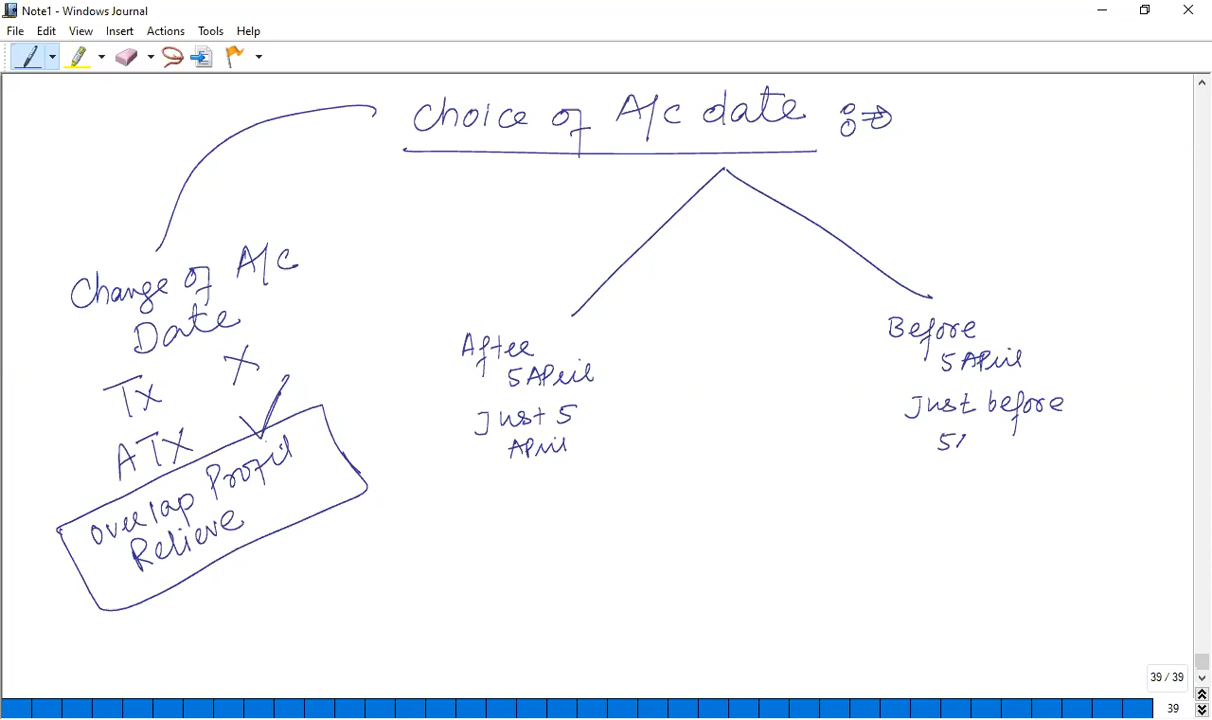 Note1 - Windows Journal
File Edit View Insert Actions Tools Help
Choice of A/c date
Change of A/c
Date
Tx X
ATX ✓
Overlap Profit
Relieve
After
5 April
Just 5
April
Before
5 April
Just before
5/
39 / 39
39